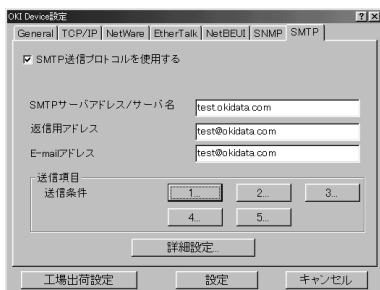 OKI Device設定
General TCP/IP NetWare EtherTalk NetBEUI SNMP SMTP
SMTP送信プロトコルを使用する
SMTPサーバアドレス/サーバ名 test.okidata.com
返信用アドレス test@okidata.com
E-mailアドレス test@okidata.com
送信項目
送信条件 1... 2... 3...
4... 5...
詳細設定...
工場出荷設定 設定 キャンセル